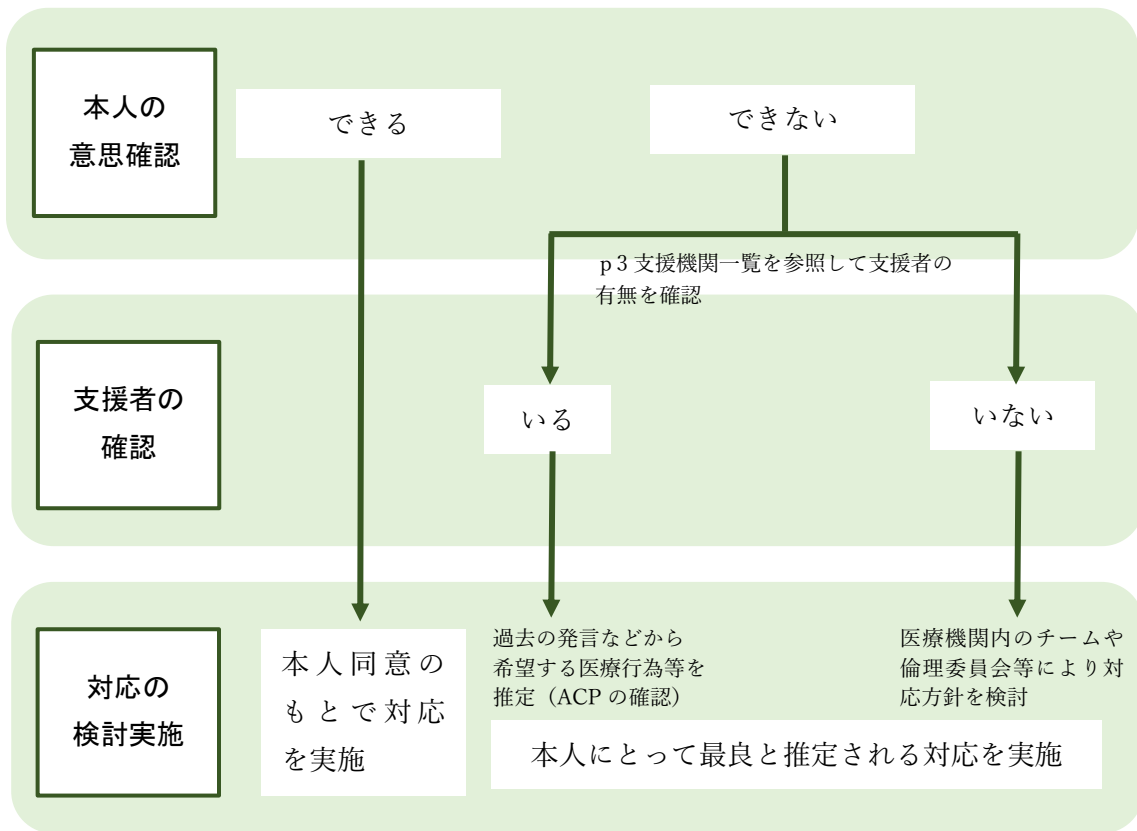 本人の
意思確認
できる
できない
p３支援機関一覧を参照して支援者の
有無を確認
支援者の
確認
いる
いない
対応の
検討実施
本人同意の
もとで対応
を実施
過去の発言などから
希望する医療行為等を
推定（ACP の確認）
医療機関内のチームや
倫理委員会等により対
応方針を検討
本人にとって最良と推定される対応を実施